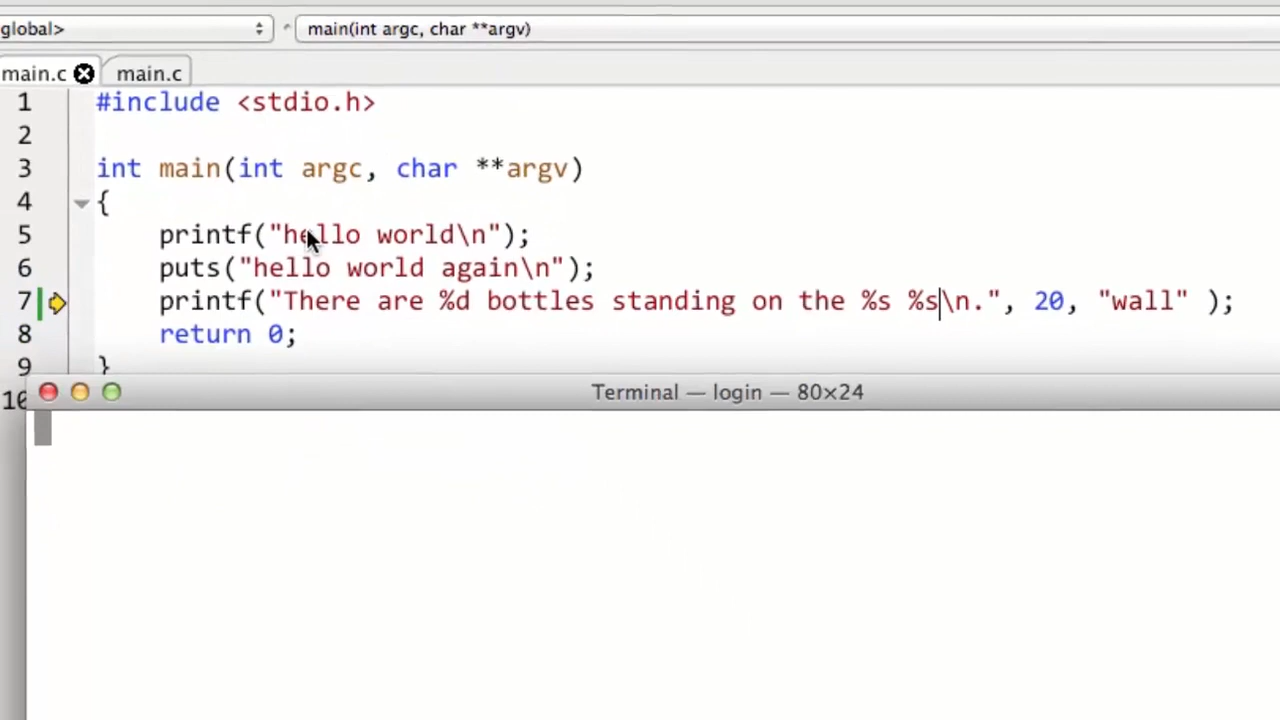 global> main(int argc, char **argv)
main.c main.c
1 #include <stdio.h>
2
3 int main(int argc, char **argv)
4 {
5 printf("hello world\n");
6 puts("hello world again\n");
7 printf("There are %d bottles standing on the %s %s\n.", 20, "wall" );
8 return 0;
9 }
10
Terminal — login — 80×24